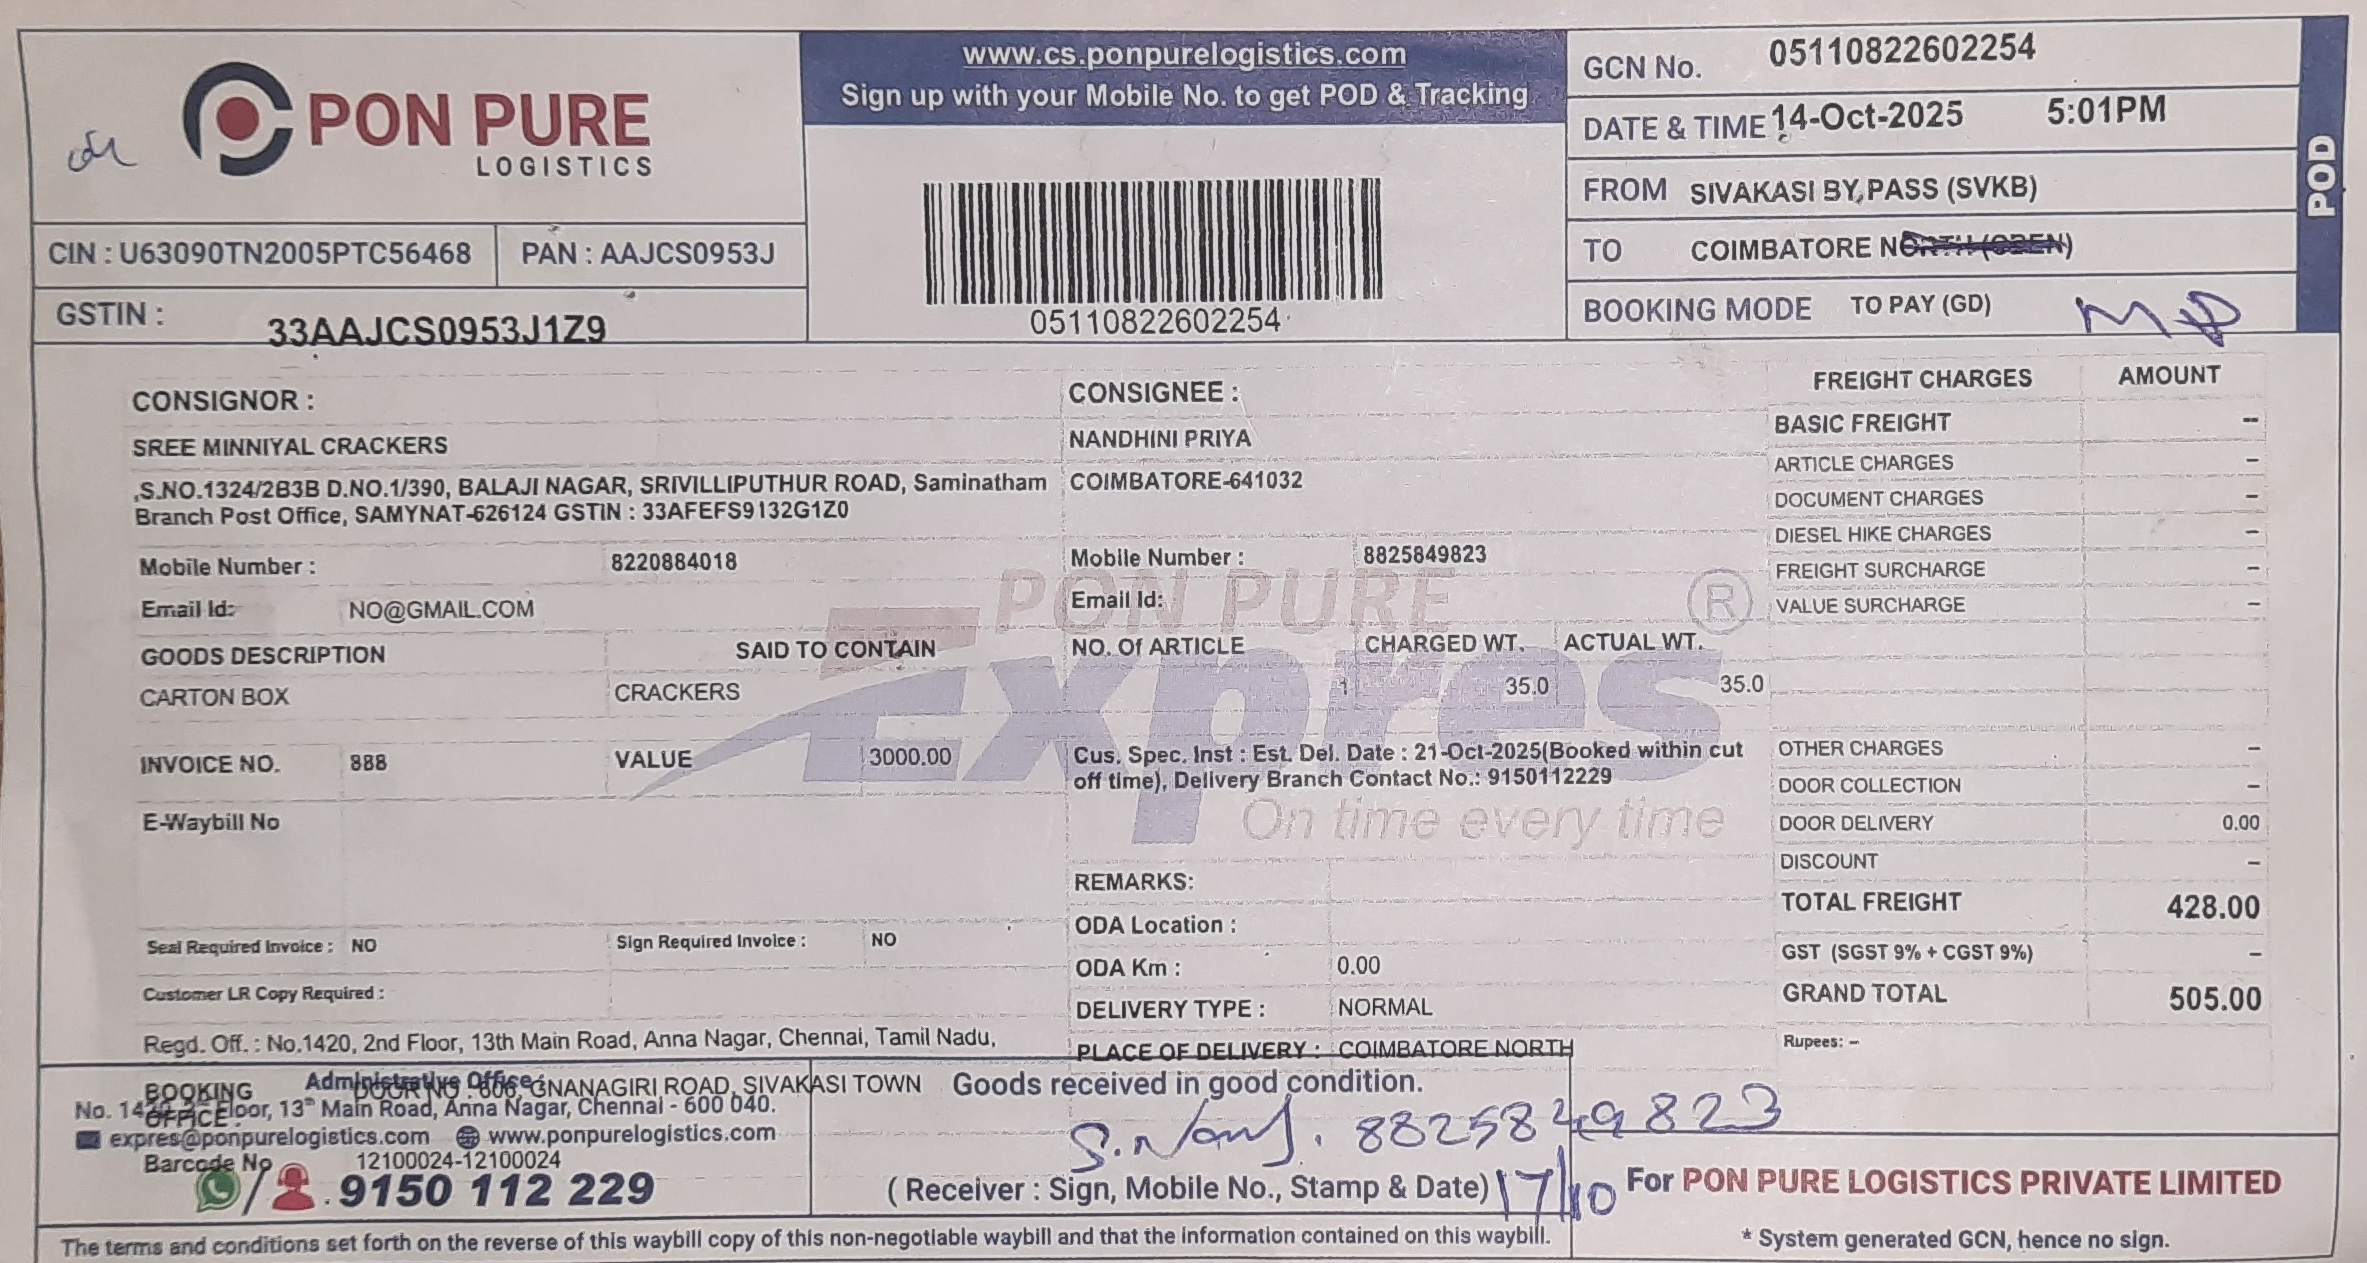 PON PURE
LOGISTICS
www.cs.ponpurelogistics.com
Sign up with your Mobile No. to get POD & Tracking
05110822602254
GCN No. 05110822602254
DATE & TIME 14-Oct-2025 5:01PM
FROM SIVAKASI BY,PASS (SVKB)
TO COIMBATORE
BOOKING MODE TO PAY (GD)
POD
CIN : U63090TN2005PTC56468 PAN : AAJCS0953J
GSTIN : 33AAJCS0953J1Z9
CONSIGNOR :
SREE MINNIYAL CRACKERS
,S.NO.1324/2B3B D.NO.1/390, BALAJI NAGAR, SRIVILLIPUTHUR ROAD, Saminatham
Branch Post Office, SAMYNAT-626124 GSTIN : 33AFEFS9132G1Z0
Mobile Number : 8220884018
Email Id: NO@GMAIL.COM
CONSIGNEE :
NANDHINI PRIYA
COIMBATORE-641032
Mobile Number : 8825849823
Email Id:
PON PURE ®
Expres
On time every time
GOODS DESCRIPTION SAID TO CONTAIN NO. Of ARTICLE CHARGED WT. ACTUAL WT.
CARTON BOX CRACKERS 1 35.0 35.0
INVOICE NO. 888 VALUE 3000.00
Cus. Spec. Inst : Est. Del. Date : 21-Oct-2025(Booked within cut
off time), Delivery Branch Contact No.: 9150112229
E-Waybill No
REMARKS:
ODA Location :
ODA Km : 0.00
DELIVERY TYPE : NORMAL
PLACE OF DELIVERY : COIMBATORE NORTH
Seal Required Invoice : NO Sign Required Invoice : NO
Customer LR Copy Required :
Regd. Off. : No.1420, 2nd Floor, 13th Main Road, Anna Nagar, Chennai, Tamil Nadu,
FREIGHT CHARGES AMOUNT
BASIC FREIGHT –
ARTICLE CHARGES –
DOCUMENT CHARGES –
DIESEL HIKE CHARGES –
FREIGHT SURCHARGE –
VALUE SURCHARGE –
OTHER CHARGES –
DOOR COLLECTION –
DOOR DELIVERY 0.00
DISCOUNT –
TOTAL FREIGHT 428.00
GST (SGST 9% + CGST 9%) –
GRAND TOTAL 505.00
Rupees: –
Administrative Office
BOOKING OFFICE : DOOR NO : 606, GNANAGIRI ROAD, SIVAKASI TOWN
Floor, 13th Main Road, Anna Nagar, Chennai - 600 040.
expres@ponpurelogistics.com www.ponpurelogistics.com
Barcode No 12100024-12100024
9150 112 229
Goods received in good condition.
8825849823
(Receiver : Sign, Mobile No., Stamp & Date) 17/10
For PON PURE LOGISTICS PRIVATE LIMITED
* System generated GCN, hence no sign.
The terms and conditions set forth on the reverse of this waybill copy of this non-negotiable waybill and that the information contained on this waybill.